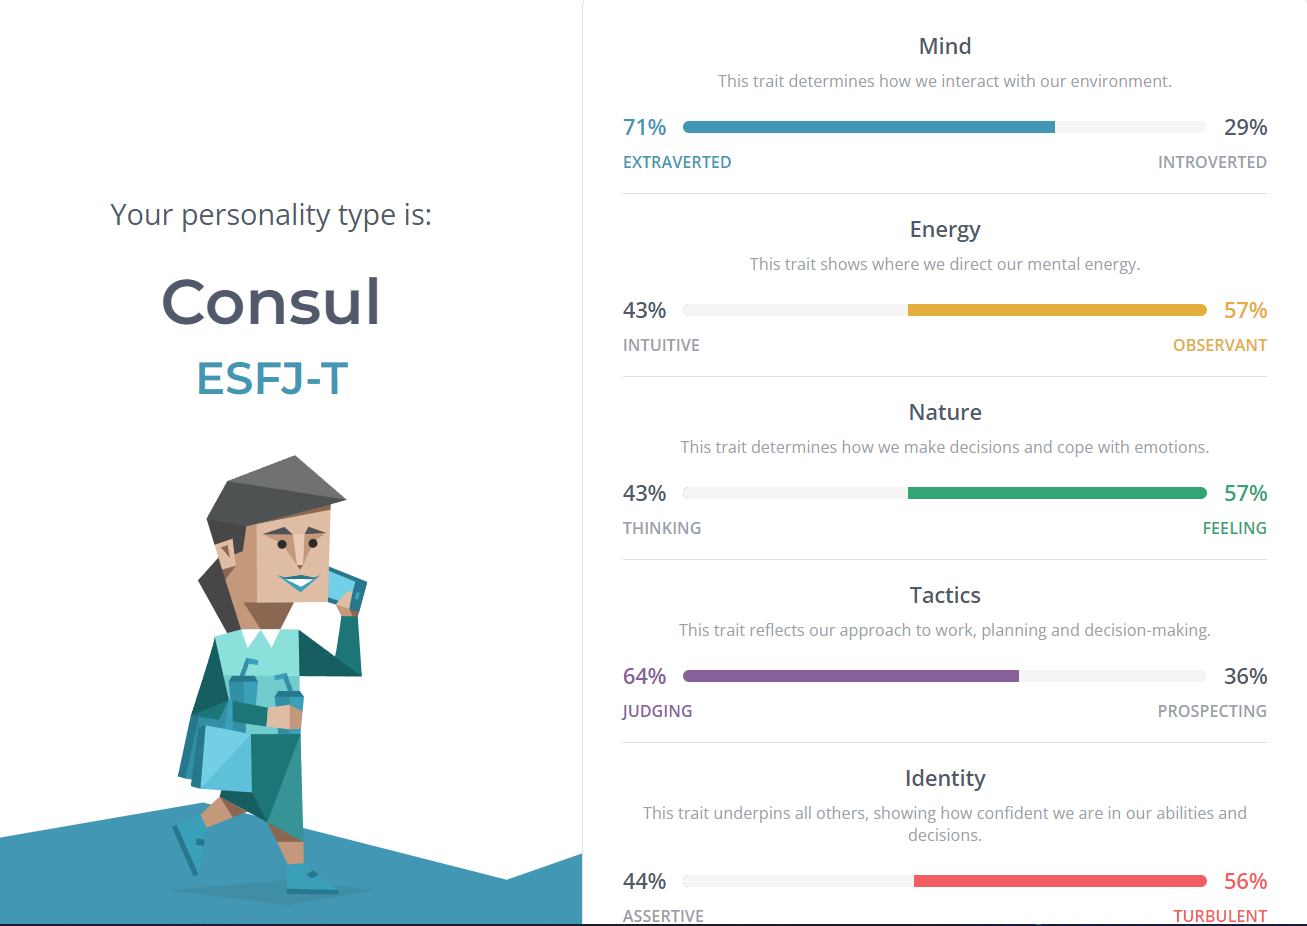 Your personality type is:
Consul
ESFJ-T
Mind
This trait determines how we interact with our environment.
71% 29%
EXTRAVERTED INTROVERTED
Energy
This trait shows where we direct our mental energy.
43% 57%
INTUITIVE OBSERVANT
Nature
This trait determines how we make decisions and cope with emotions.
43% 57%
THINKING FEELING
Tactics
This trait reflects our approach to work, planning and decision-making.
64% 36%
JUDGING PROSPECTING
Identity
This trait underpins all others, showing how confident we are in our abilities and
decisions.
44% 56%
ASSERTIVE TURBULENT